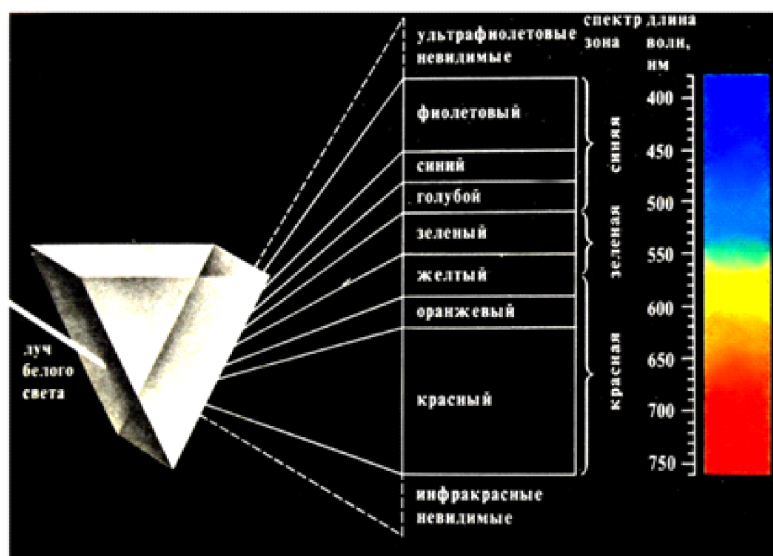 ультрафиолетовые
невидимые
спектр
зона
длина
волн,
нм
фиолетовый
синий
голубой
зеленый
желтый
оранжевый
красный
инфракрасные
невидимые
синяя
зеленая
красная
400
450
500
550
600
650
700
750
луч
белого
света